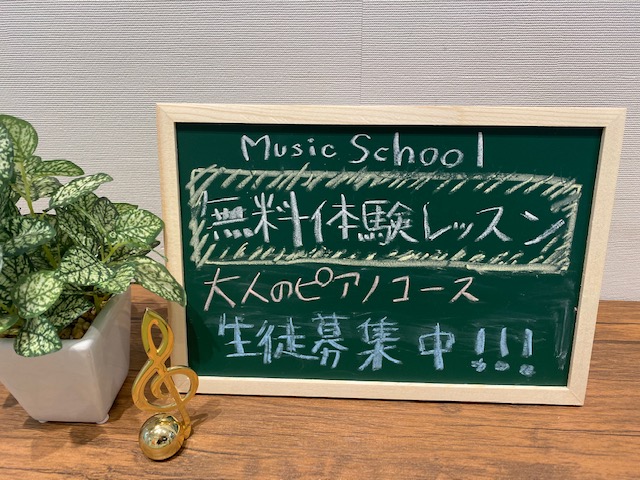 Music School
無料体験レッスン
大人のピアノコース
生徒募集中!!!